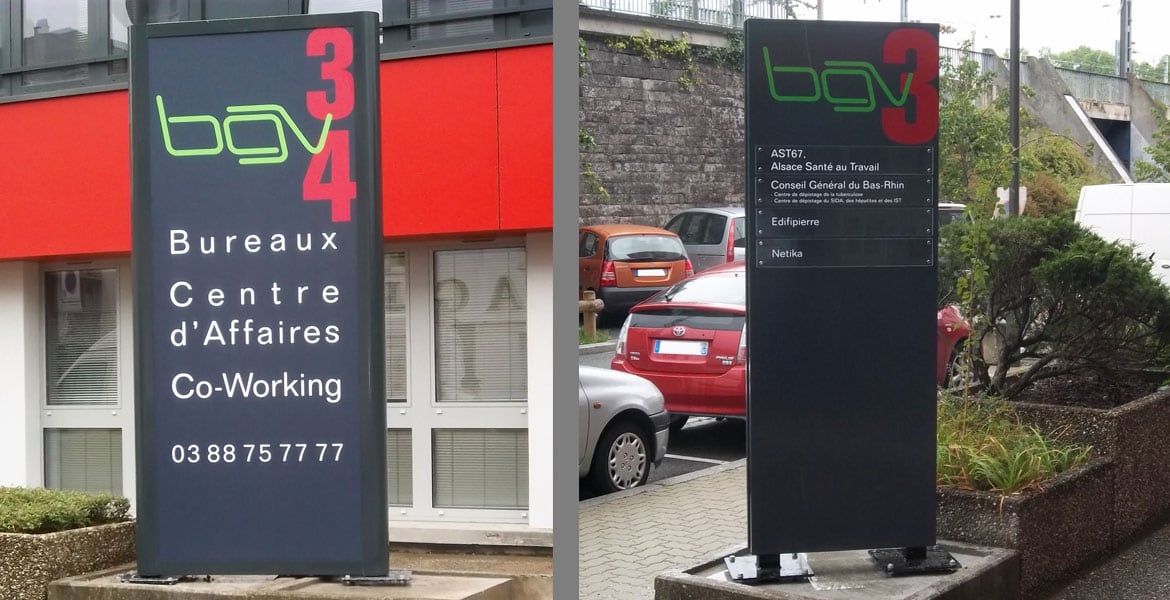 bgv
3
4
Bureaux
Centre
d'Affaires
Co-Working
03 88 75 77 77
bgv
3
AST67,
Alsace Santé au Travail
Conseil Général du Bas-Rhin
- Centre de dépistage de la tuberculose
- Centre de dépistage du SIDA, des hépatites et des IST
Edifipierre
Netika